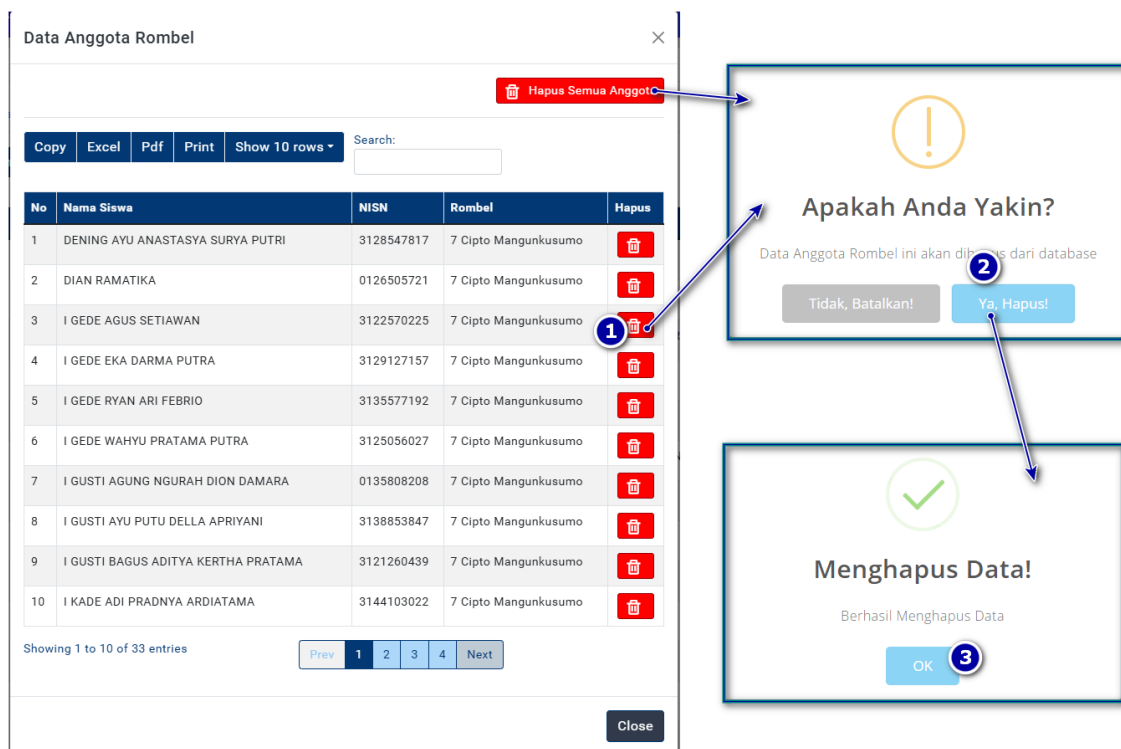 Data Anggota Rombel
Hapus Semua Anggota
Copy Excel Pdf Print Show 10 rows
Search:
No Nama Siswa NISN Rombel Hapus
1 DENING AYU ANASTASYA SURYA PUTRI 3128547817 7 Cipto Mangunkusumo
2 DIAN RAMATIKA 0126505721 7 Cipto Mangunkusumo
3 I GEDE AGUS SETIAWAN 3122570225 7 Cipto Mangunkusumo
1
4 I GEDE EKA DARMA PUTRA 3129127157 7 Cipto Mangunkusumo
5 I GEDE RYAN ARI FEBRIO 3135577192 7 Cipto Mangunkusumo
6 I GEDE WAHYU PRATAMA PUTRA 3125056027 7 Cipto Mangunkusumo
7 I GUSTI AGUNG NGURAH DION DAMARA 0135808208 7 Cipto Mangunkusumo
8 I GUSTI AYU PUTU DELLA APRIYANI 3138853847 7 Cipto Mangunkusumo
9 I GUSTI BAGUS ADITYA KERTHA PRATAMA 3121260439 7 Cipto Mangunkusumo
10 I KADE ADI PRADNYA ARDIATAMA 3144103022 7 Cipto Mangunkusumo
Showing 1 to 10 of 33 entries
Prev 1 2 3 4 Next
Close
Apakah Anda Yakin?
Data Anggota Rombel ini akan dihapus dari database
2
Tidak, Batalkan! Ya, Hapus!
Menghapus Data!
Berhasil Menghapus Data
OK 3